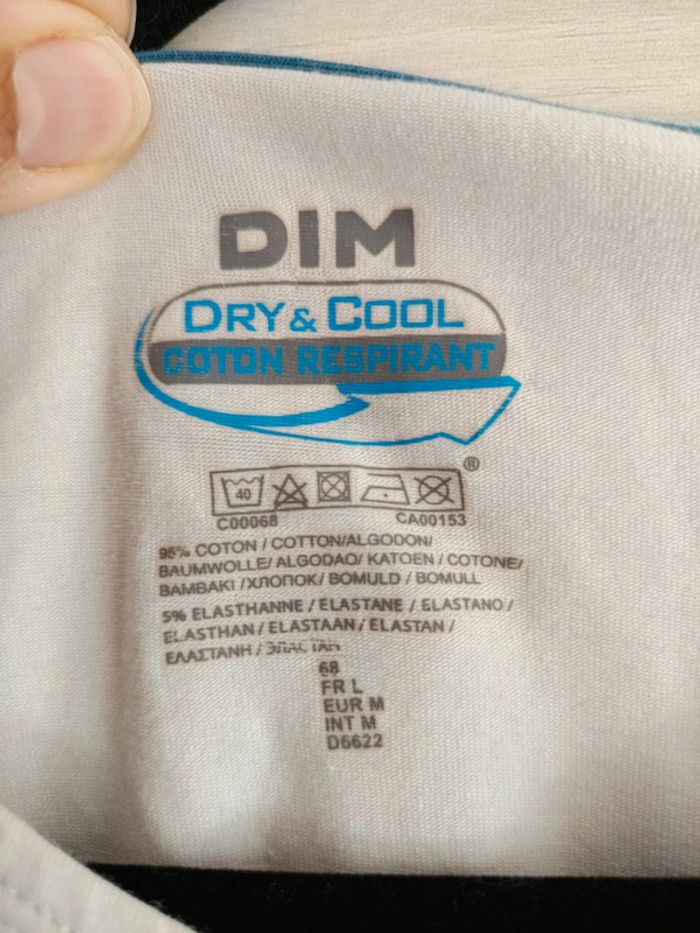 DIM
DRY & COOL
COTON RESPIRANT
®
40
C00068 CA00153
95% COTON / COTTON/ALGODON/
BAUMWOLLE/ ALGODAO/ KATOEN / COTONE/
BAMBAKI /ХЛОПОК/ BOMULD / BOMULL
5% ELASTHANNE / ELASTANE / ELASTANO /
ELASTHAN / ELASTAAN / ELASTAN /
ΕΛΑΣΤΑΝΗ / ЭЛАСТАН
68
FR L
EUR M
INT M
D6622